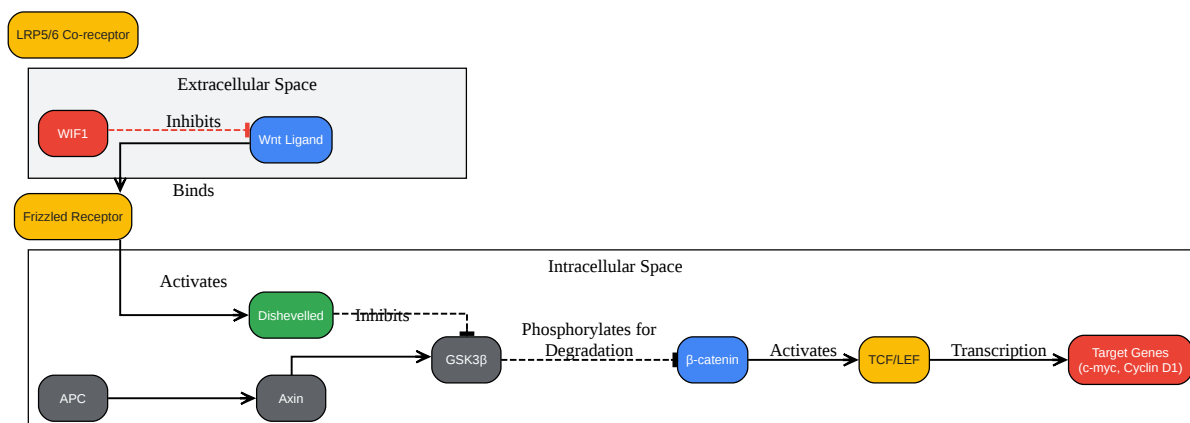 LRP5/6 Co-receptor
Extracellular Space
WIF1
Inhibits
Wnt Ligand
Binds
Frizzled Receptor
Intracellular Space
Activates
Dishevelled
Inhibits
GSK3β
Phosphorylates for
Degradation
β-catenin
Activates
TCF/LEF
Transcription
Target Genes
(c-myc, Cyclin D1)
APC
Axin